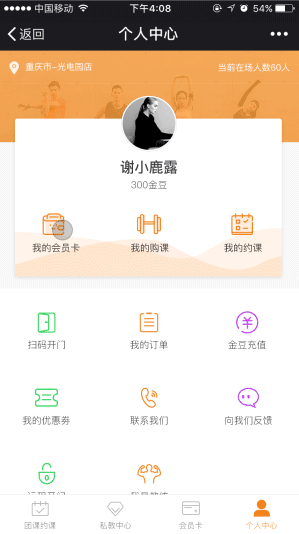 中国移动
下午4:08
54%
返回
个人中心
重庆市-光电园店
当前在场人数60人
谢小鹿露
300金豆
我的会员卡
我的购课
我的约课
扫码开门
我的订单
金豆充值
我的优惠券
联系我们
向我们反馈
团课约课
私教中心
会员卡
个人中心